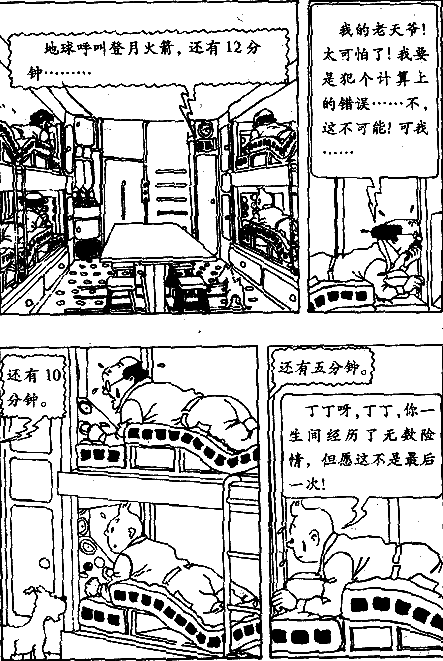 地球呼叫登月火箭，还有12分
钟………
我的老天爷！
太可怕了！我要
是犯个计算上
的错误……不，
这不可能！可我
……
还有10
分钟。
还有五分钟。
丁丁呀，丁丁，你一
生间经历了无数险
情，但愿这不是最后
一次！